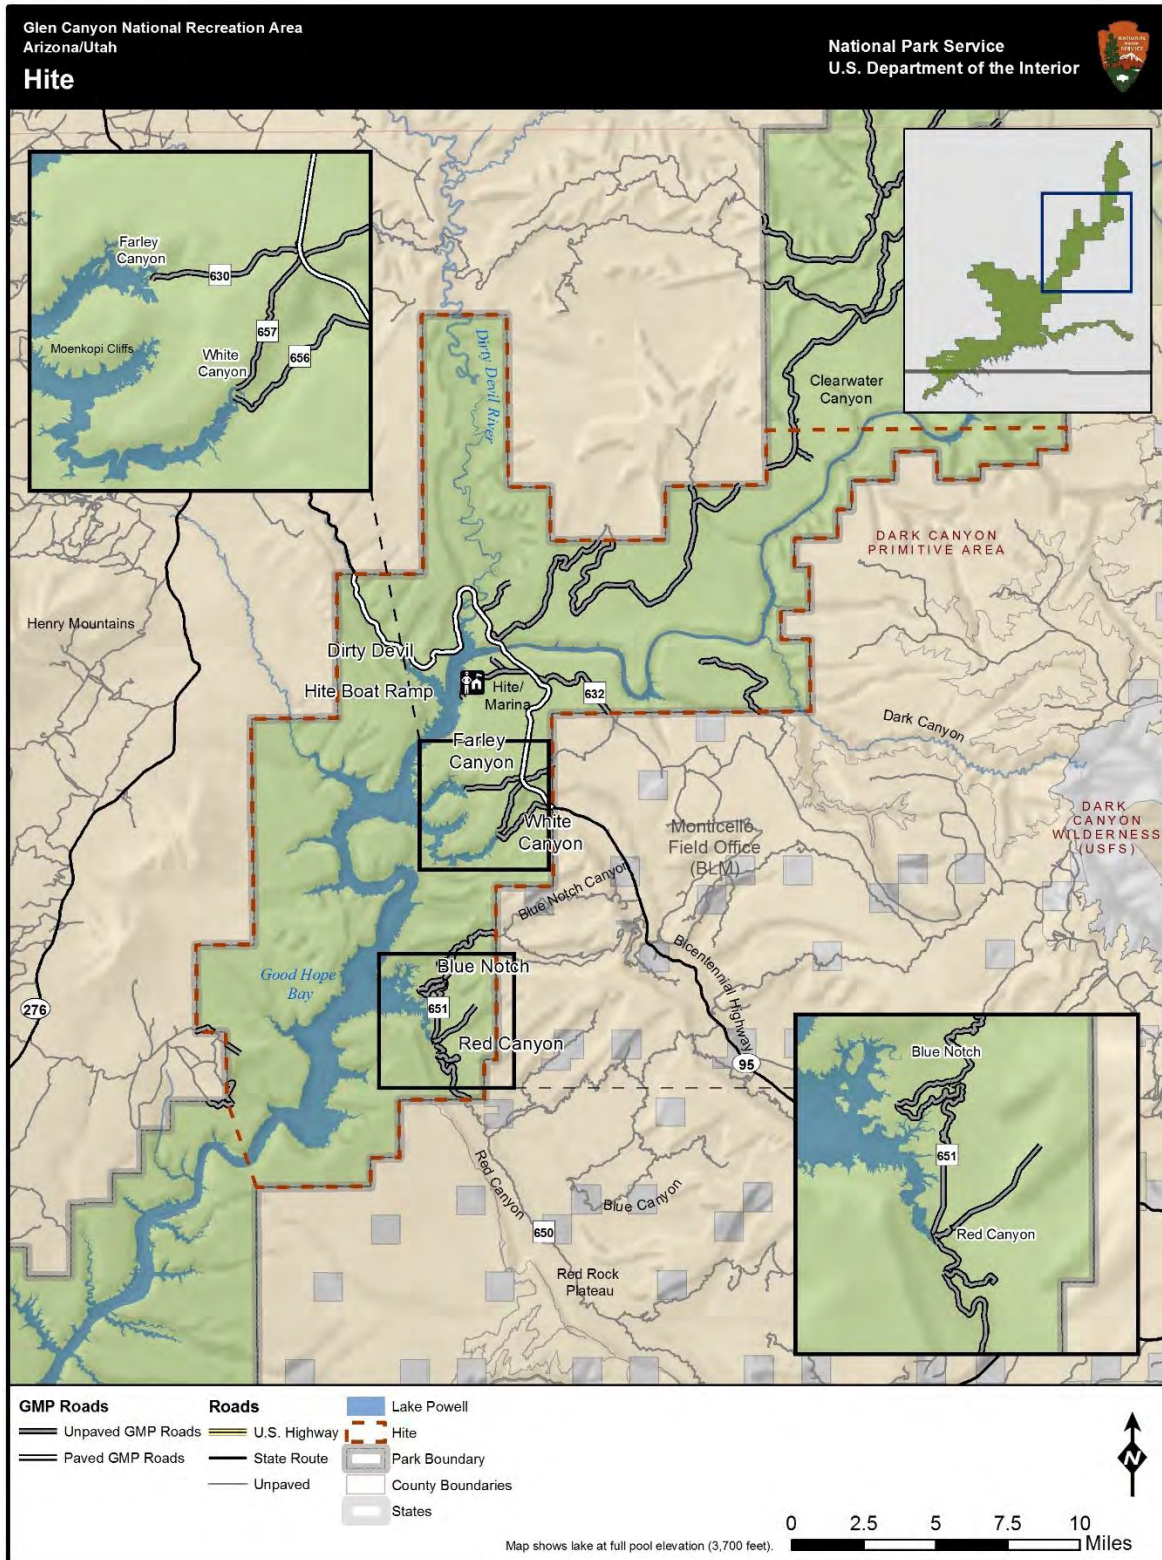 Glen Canyon National Recreation Area
Arizona/Utah
Hite
National Park Service
U.S. Department of the Interior
NATIONAL
PARK
SERVICE
Farley
Canyon
630
657
Moenkopi Cliffs
White
Canyon
656
Dirty Devil River
Clearwater
Canyon
DARK CANYON
PRIMITIVE AREA
Henry Mountains
Dirty Devil
Hite Boat Ramp
Hite/
Marina
632
Dark Canyon
Farley
Canyon
White
Canyon
Monticello
Field Office
(BLM)
DARK
CANYON
WILDERNESS
(USFS)
Blue Notch Canyon
Bicentennial Highway
Good Hope
Bay
Blue Notch
651
Red Canyon
276
95
Blue Notch
651
Red Canyon
Red Canyon
Blue Canyon
650
Red Rock
Plateau
GMP Roads
Unpaved GMP Roads
Paved GMP Roads
Roads
U.S. Highway
State Route
Unpaved
Lake Powell
Hite
Park Boundary
County Boundaries
States
N
Map shows lake at full pool elevation (3,700 feet).
0 2.5 5 7.5 10
Miles